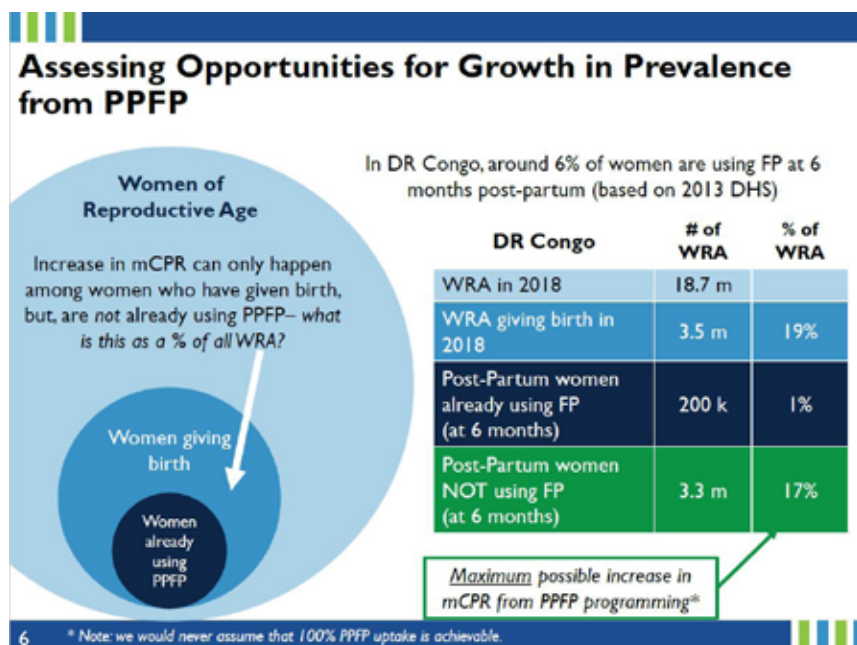 Assessing Opportunities for Growth in Prevalence
from PPFP
Women of
Reproductive Age
Increase in mCPR can only happen
among women who have given birth,
but, are not already using PPFP– what
is this as a % of all WRA?
Women giving
birth
Women
already
using
PPFP
In DR Congo, around 6% of women are using FP at 6
months post-partum (based on 2013 DHS)
DR Congo # of WRA % of WRA
WRA in 2018 18.7 m
WRA giving birth in
2018 3.5 m 19%
Post-Partum women
already using FP
(at 6 months) 200 k 1%
Post-Partum women
NOT using FP
(at 6 months) 3.3 m 17%
Maximum possible increase in
mCPR from PPFP programming*
6 * Note: we would never assume that 100% PPFP uptake is achievable.